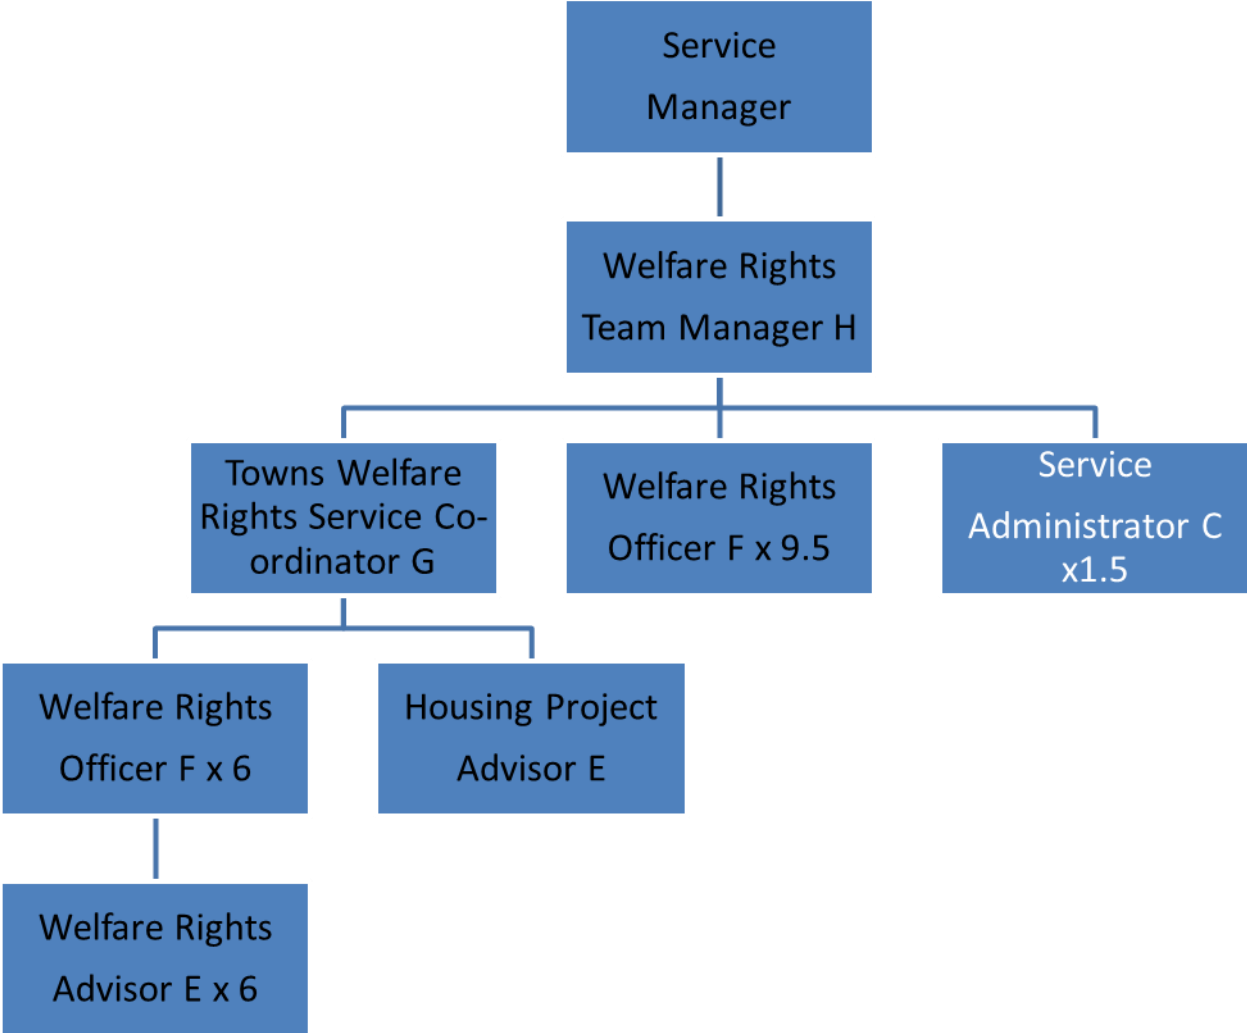 Service
Manager
Welfare Rights
Team Manager H
Towns Welfare
Rights Service Co-
ordinator G
Welfare Rights
Officer F x 9.5
Service
Administrator C
x1.5
Welfare Rights
Officer F x 6
Housing Project
Advisor E
Welfare Rights
Advisor E x 6